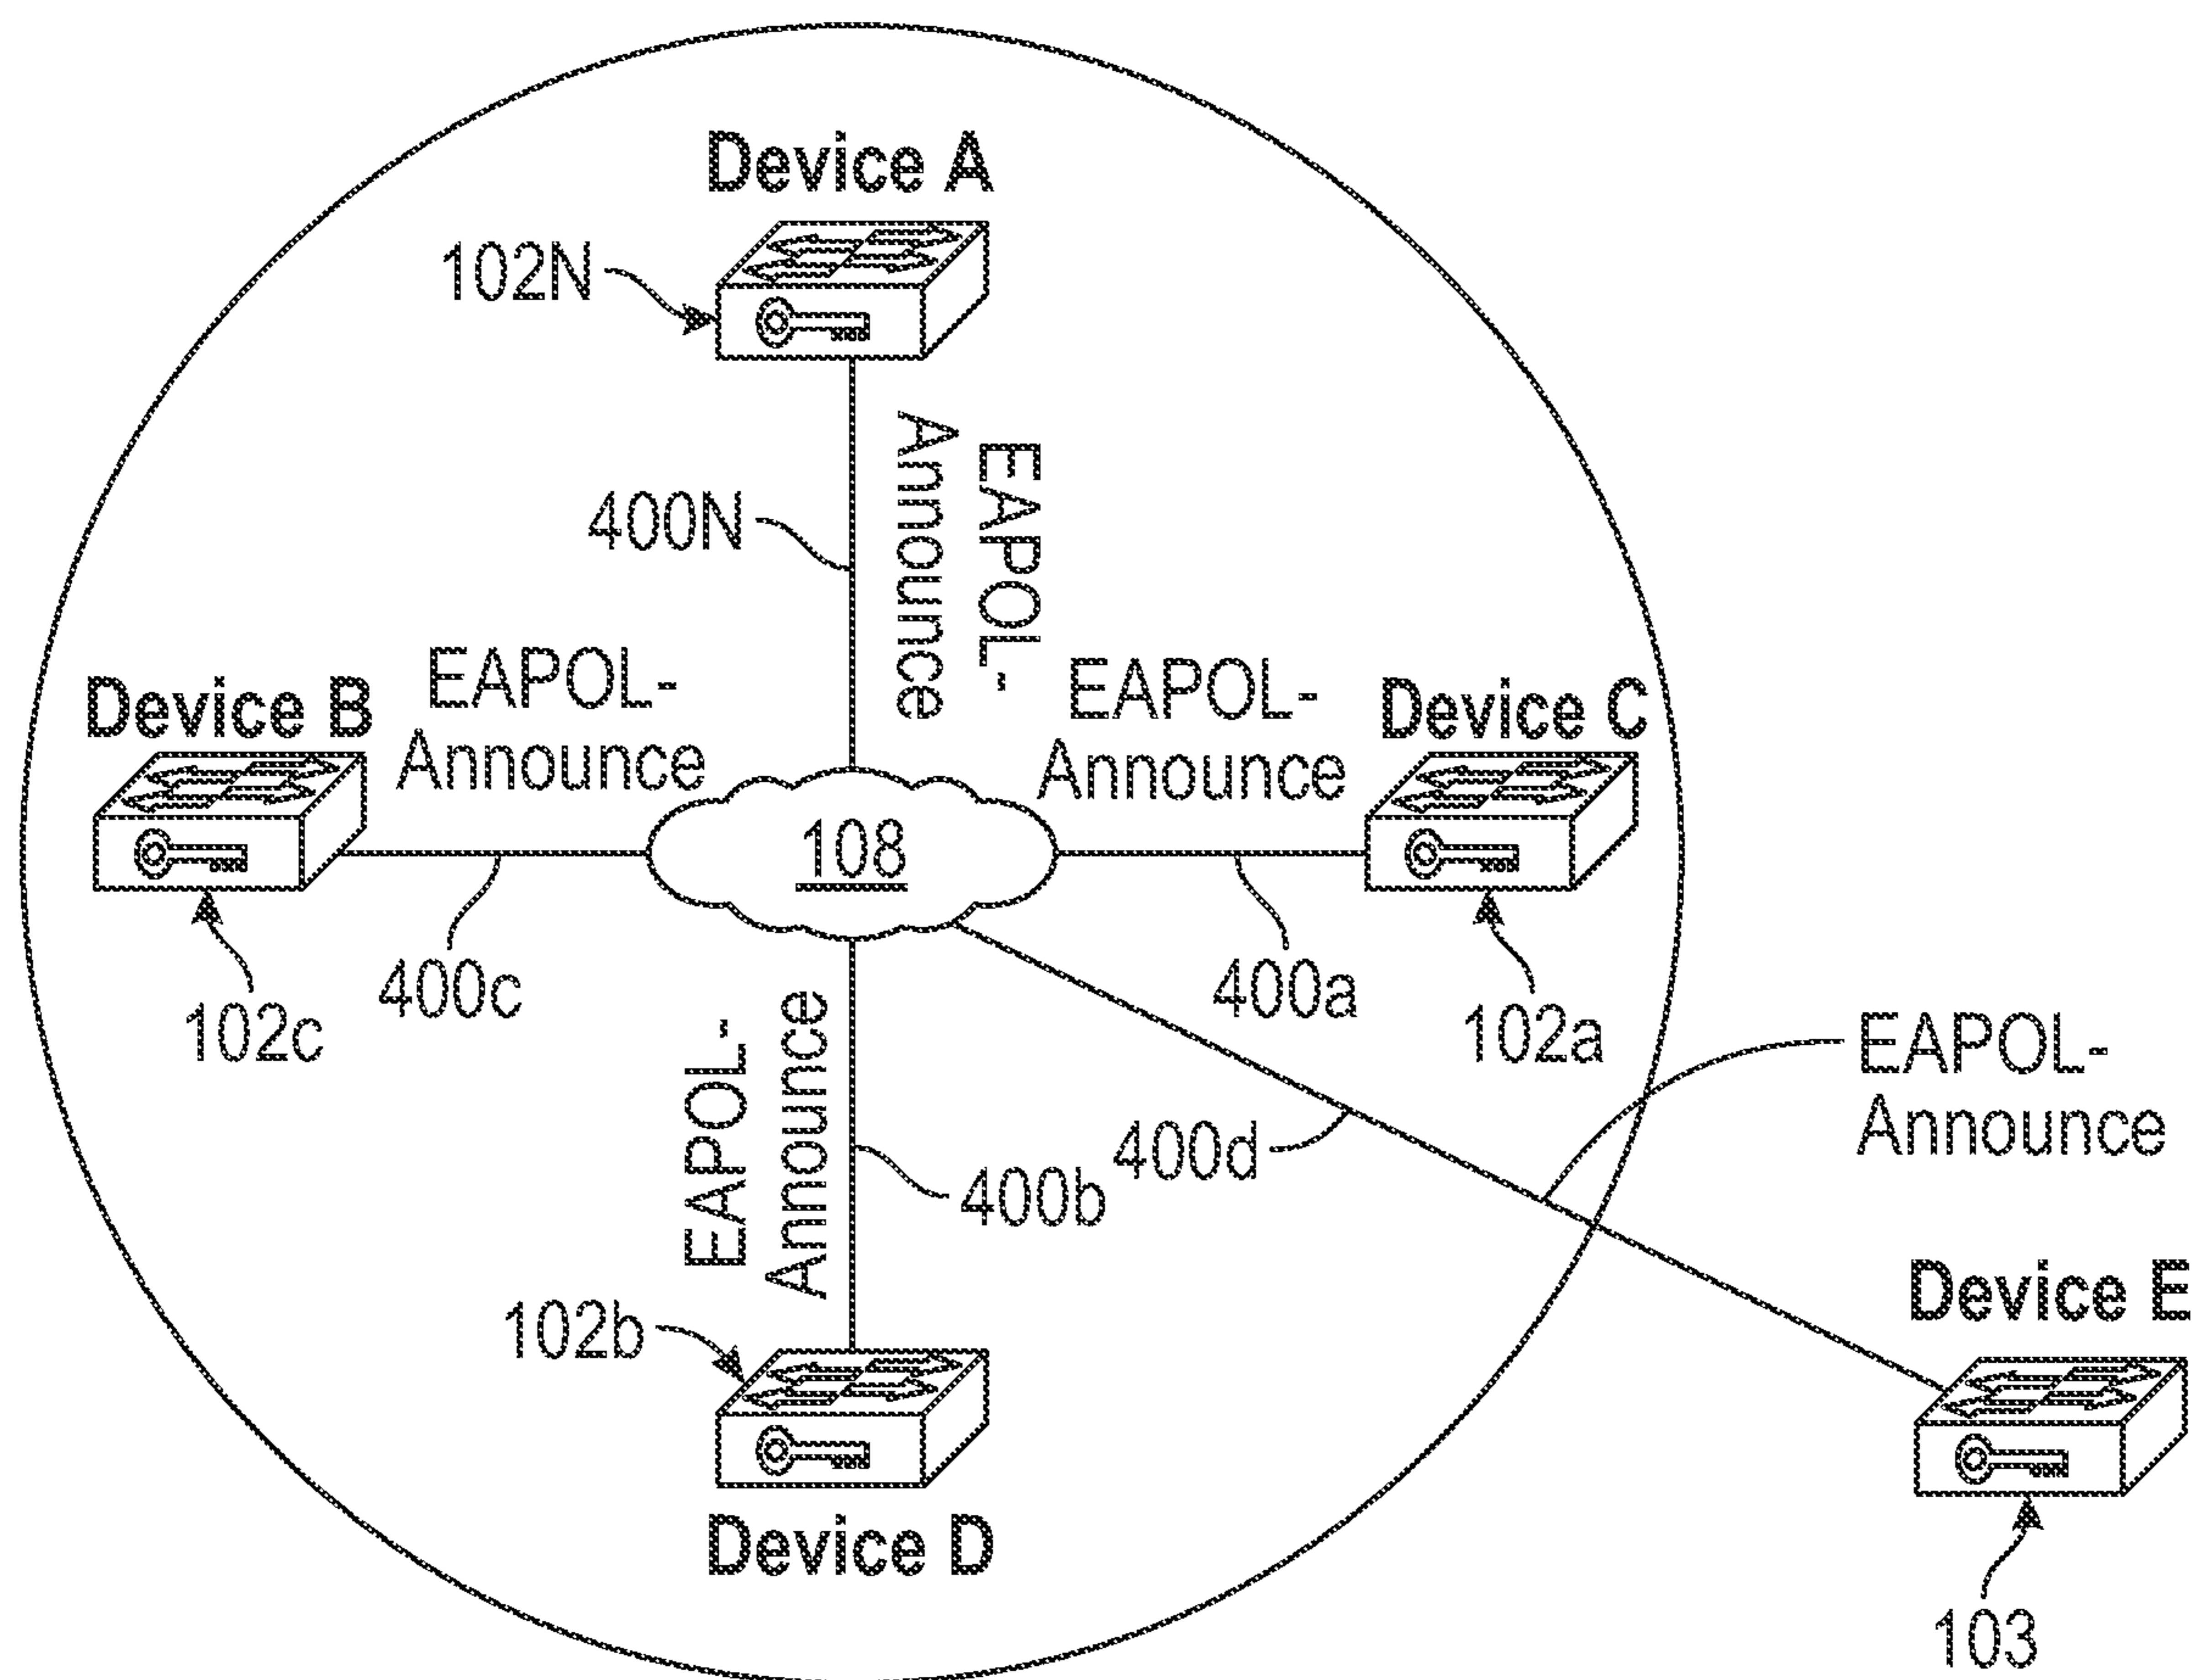 Device A
102N
400N
EAPOL-
Announce
Device B
EAPOL-
Announce
EAPOL-
Announce
Device C
108
400c
102c
400a
102a
EAPOL-
Announce
EAPOL-
Announce
400d
400b
102b
Device D
Device E
103